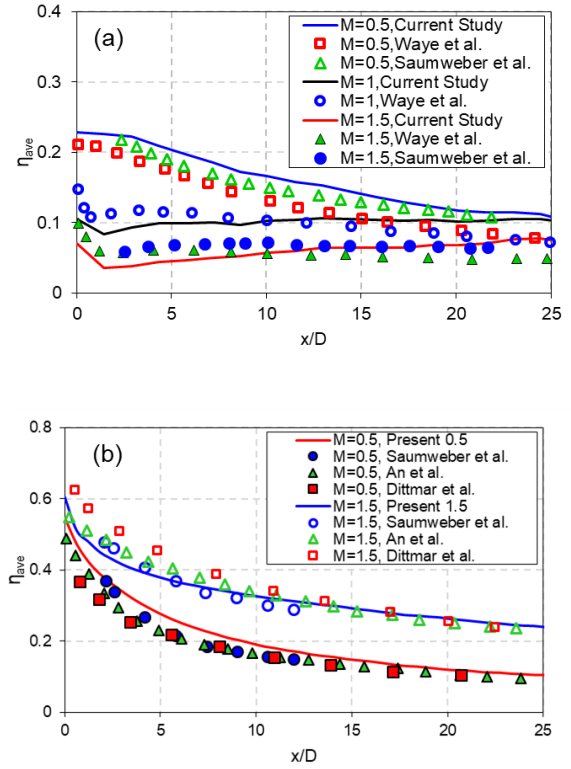 (a)
M=0.5,Current Study
M=0.5,Waye et al.
M=0.5,Saumweber et al.
M=1,Current Study
M=1,Waye et al.
M=1.5,Current Study
M=1.5,Waye et al.
M=1.5,Saumweber et al.
0.4
0.3
0.2
0.1
0
ηave
0 5 10 15 20 25
x/D
(b)
M=0.5, Present 0.5
M=0.5, Saumweber et al.
M=0.5, An et al.
M=0.5, Dittmar et al.
M=1.5, Present 1.5
M=1.5, Saumweber et al.
M=1.5, An et al.
M=1.5, Dittmar et al.
0.8
0.6
0.4
0.2
0
ηave
0 5 10 15 20 25
x/D